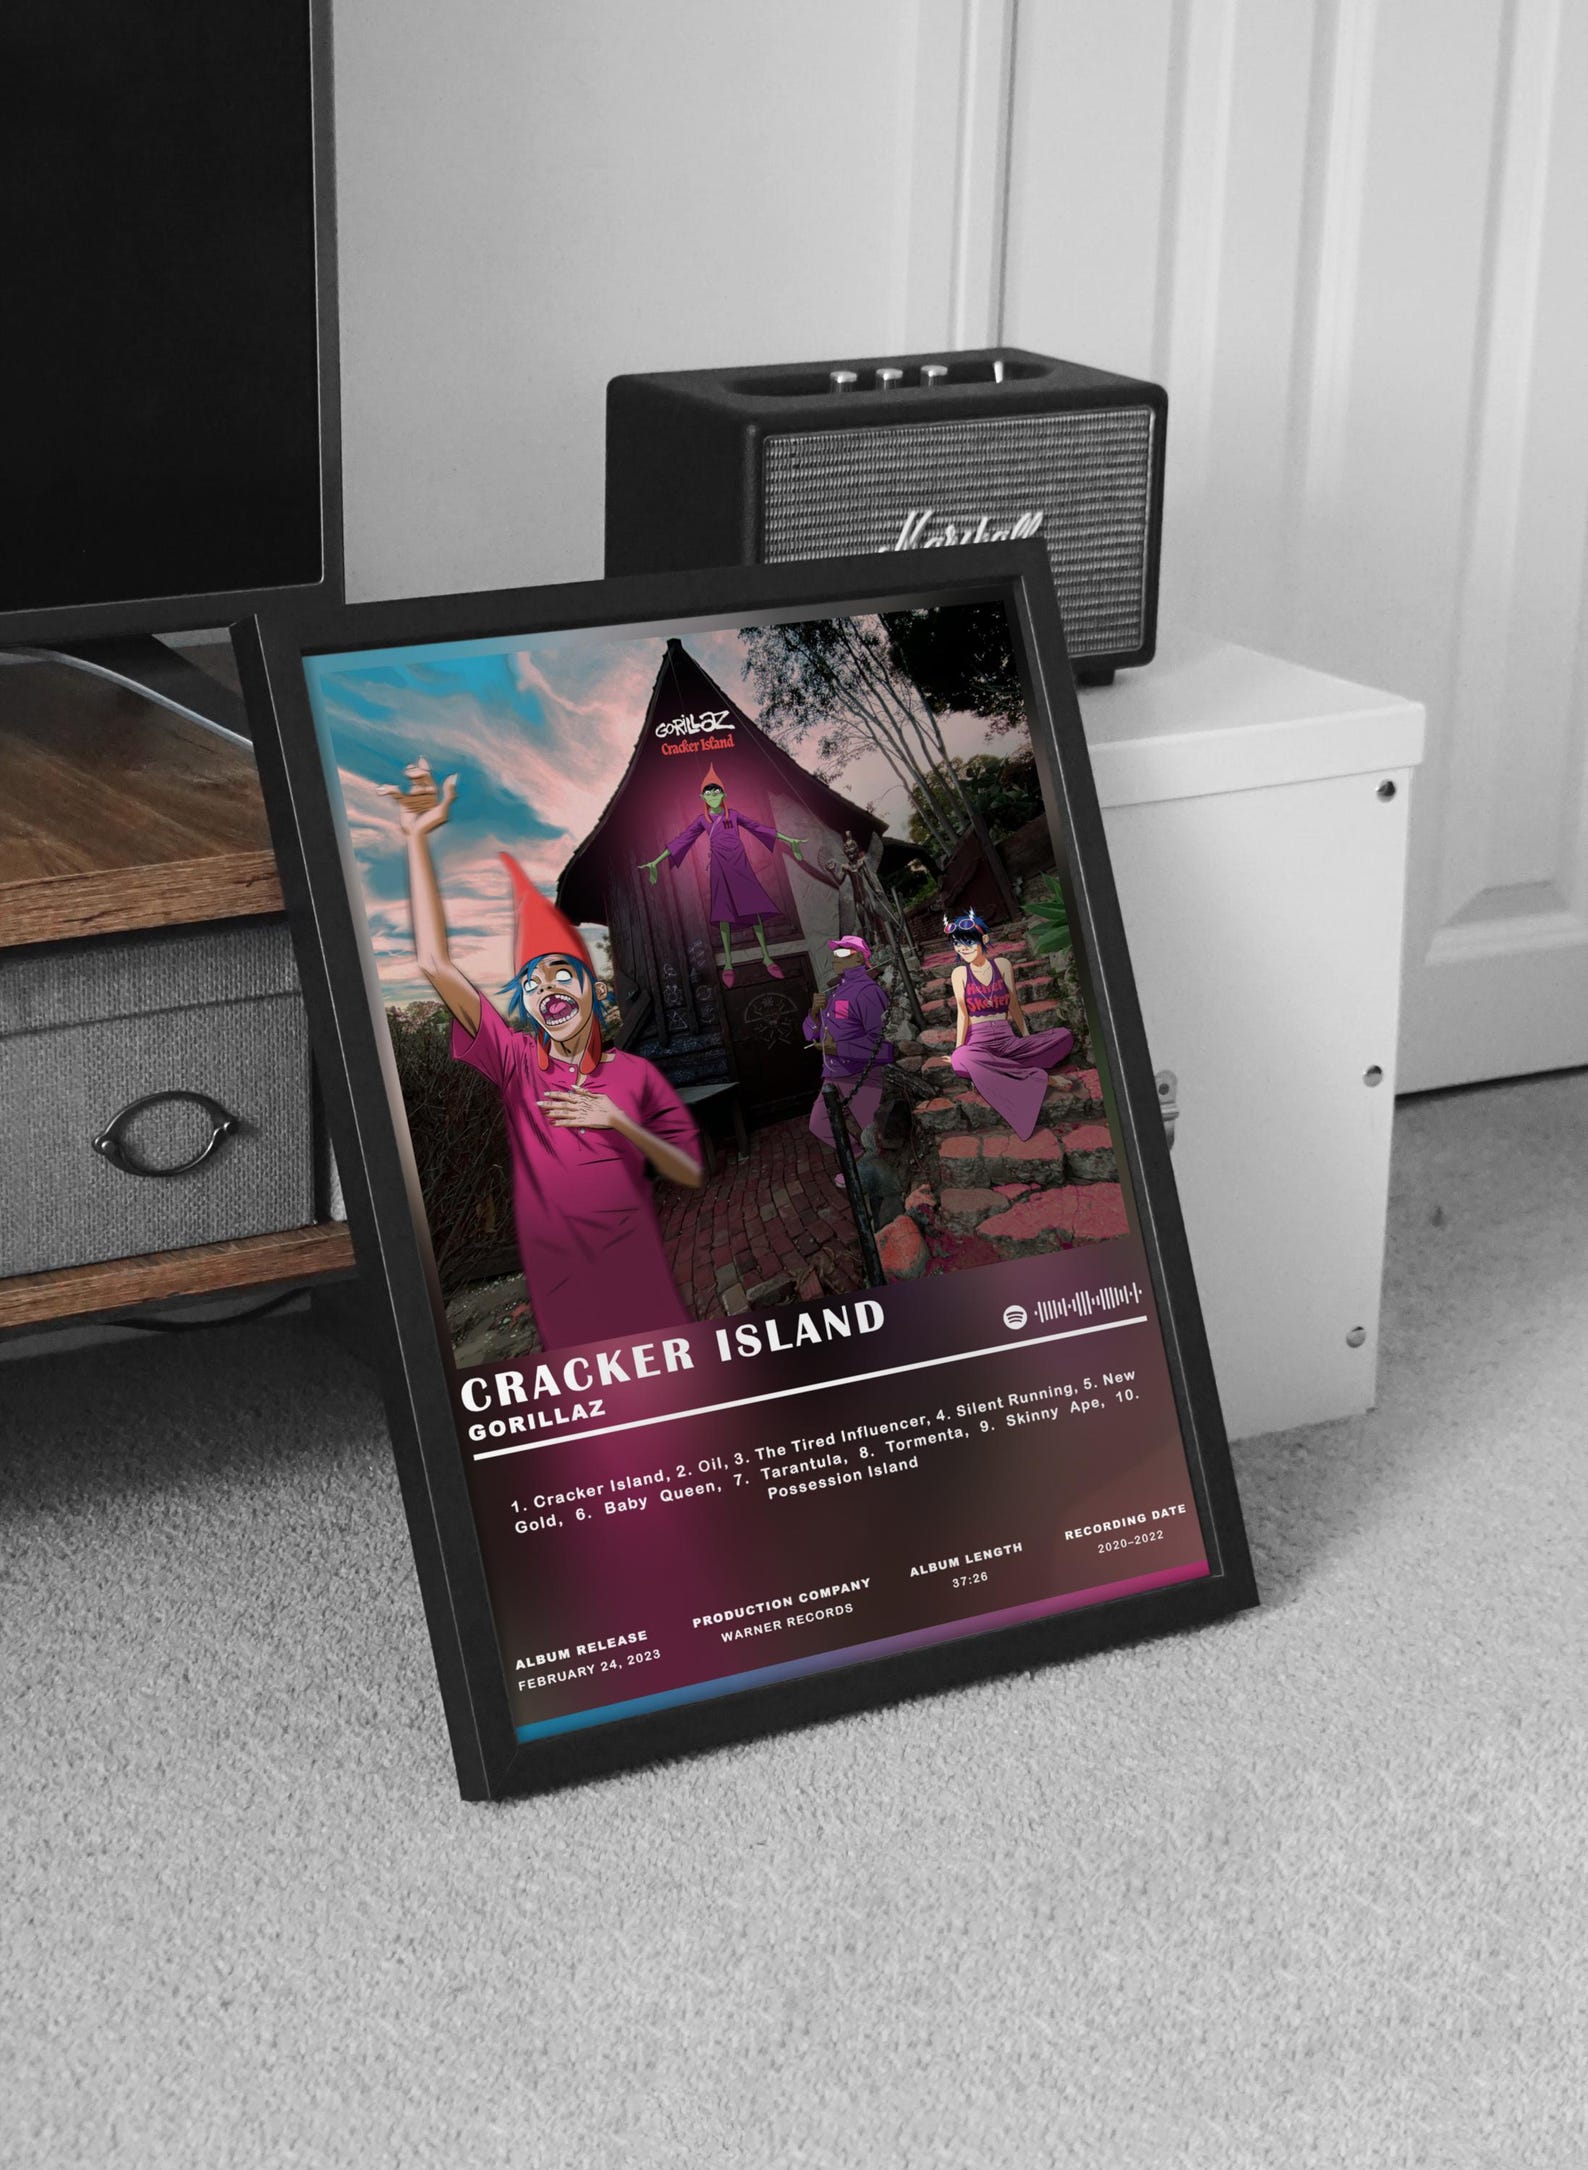 Marshall
GORILLAZ
Cracker Island
Helter
Skelter
CRACKER ISLAND
GORILLAZ
1. Cracker Island, 2. Oil, 3. The Tired Influencer, 4. Silent Running, 5. New
Gold, 6. Baby Queen, 7. Tarantula, 8. Tormenta, 9. Skinny Ape, 10.
Possession Island
ALBUM RELEASE
FEBRUARY 24, 2023
PRODUCTION COMPANY
WARNER RECORDS
ALBUM LENGTH
37:26
RECORDING DATE
2020–2022